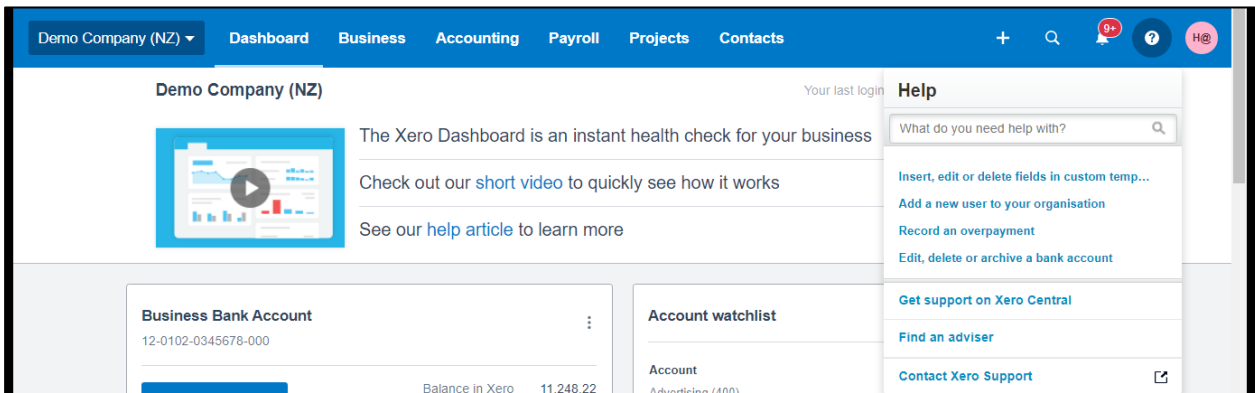 Demo Company (NZ) Dashboard Business Accounting Payroll Projects Contacts 9+ ? H@
Demo Company (NZ)
Your last login
The Xero Dashboard is an instant health check for your business
Check out our short video to quickly see how it works
See our help article to learn more
Help
What do you need help with?
Insert, edit or delete fields in custom temp...
Add a new user to your organisation
Record an overpayment
Edit, delete or archive a bank account
Get support on Xero Central
Find an adviser
Contact Xero Support
Business Bank Account
12-0102-0345678-000
Balance in Xero 11,248.22
Account watchlist
Account
Advertising (400)